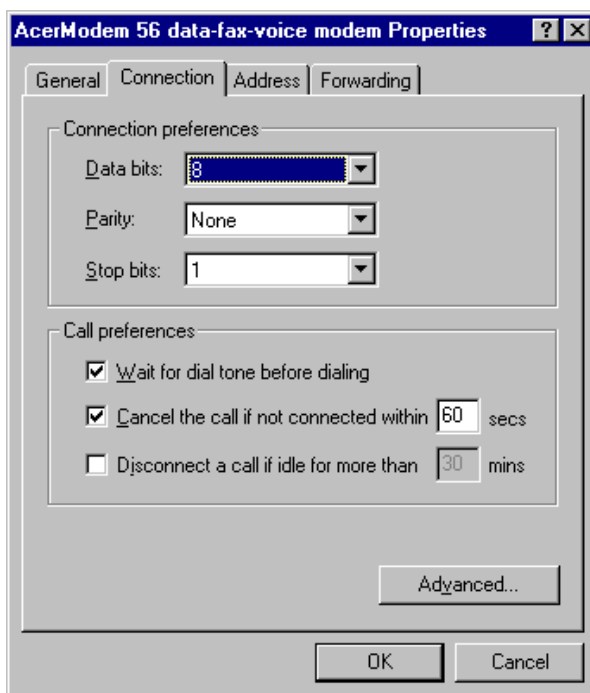 AcerModem 56 data-fax-voice modem Properties
General Connection Address Forwarding
Connection preferences
Data bits: 8
Parity: None
Stop bits: 1
Call preferences
Wait for dial tone before dialing
Cancel the call if not connected within 60 secs
Disconnect a call if idle for more than 30 mins
Advanced...
OK Cancel